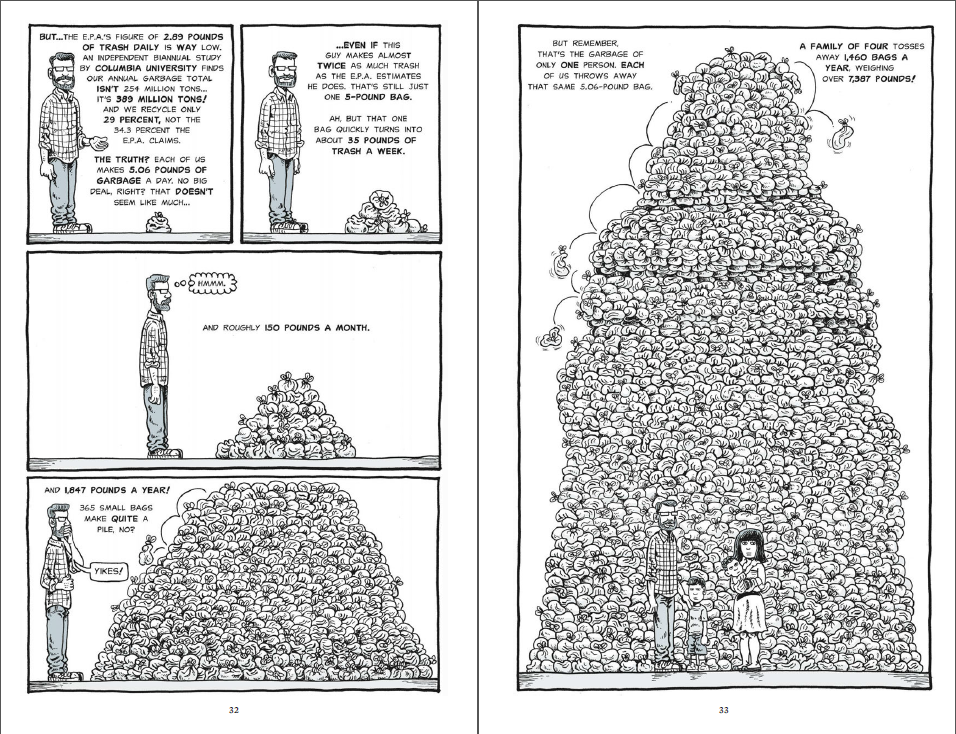 BUT...THE E.P.A.'S FIGURE OF 2.89 POUNDS
OF TRASH DAILY IS WAY LOW.
AN INDEPENDENT BIANNUAL STUDY
BY COLUMBIA UNIVERSITY FINDS
OUR ANNUAL GARBAGE TOTAL
ISN'T 254 MILLION TONS...
IT'S 389 MILLION TONS!
AND WE RECYCLE ONLY
29 PERCENT, NOT THE
34.3 PERCENT THE
E.P.A. CLAIMS.
THE TRUTH? EACH OF US
MAKES 5.06 POUNDS OF
GARBAGE A DAY. NO BIG
DEAL, RIGHT? THAT DOESN'T
SEEM LIKE MUCH...
...EVEN IF THIS
GUY MAKES ALMOST
TWICE AS MUCH TRASH
AS THE E.P.A. ESTIMATES
HE DOES. THAT'S STILL JUST
ONE 5-POUND BAG.
AH, BUT THAT ONE
BAG QUICKLY TURNS INTO
ABOUT 35 POUNDS OF
TRASH A WEEK.
HMMM.
AND ROUGHLY 150 POUNDS A MONTH.
AND 1,847 POUNDS A YEAR!
365 SMALL BAGS
MAKE QUITE A
PILE, NO?
YIKES!
32
BUT REMEMBER,
THAT'S THE GARBAGE OF
ONLY ONE PERSON. EACH
OF US THROWS AWAY
THAT SAME 5.06-POUND BAG.
A FAMILY OF FOUR TOSSES
AWAY 1,460 BAGS A
YEAR, WEIGHING
OVER 7,387 POUNDS!
33